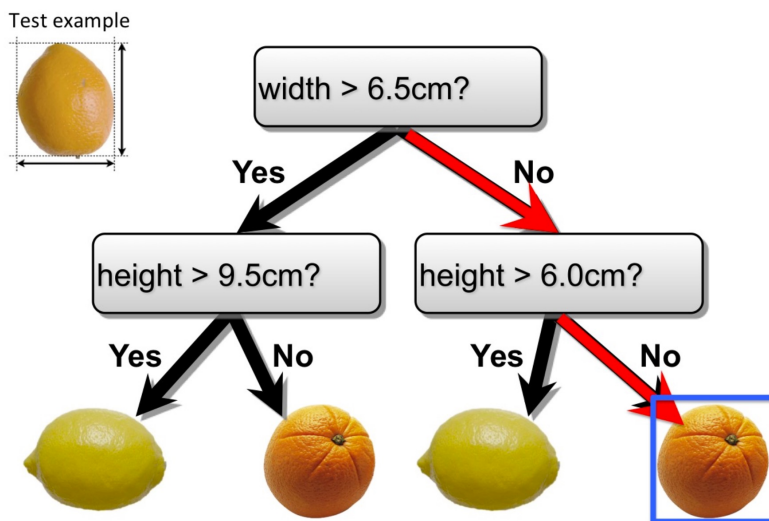 Test example
width > 6.5cm?
Yes
No
height > 9.5cm?
height > 6.0cm?
Yes
No
Yes
No